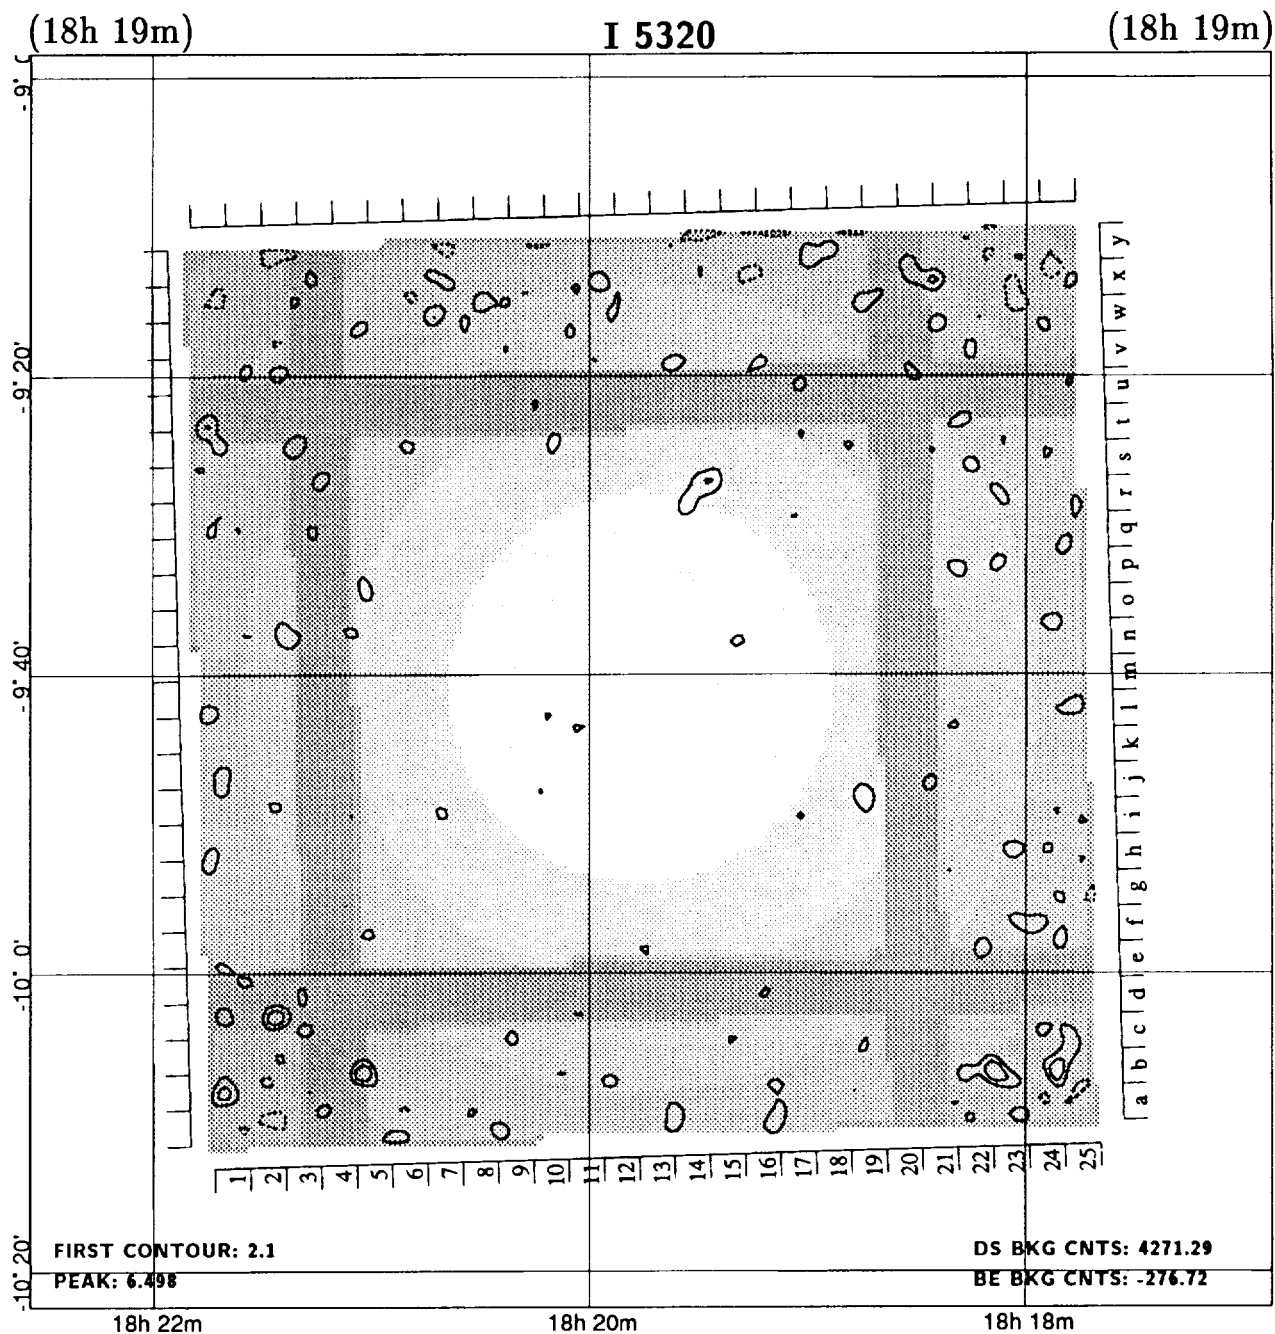 (18h 19m) I 5320 (18h 19m)
-9°
-9° 20'
-9° 40'
-10° 0'
-10° 20'
y
x
w
v
u
t
s
r
q
p
o
n
m
l
k
j
i
h
g
f
e
d
c
b
a
1 2 3 4 5 6 7 8 9 10 11 12 13 14 15 16 17 18 19 20 21 22 23 24 25
FIRST CONTOUR: 2.1 DS BKG CNTS: 4271.29
PEAK: 6.498 BE BKG CNTS: -276.72
18h 22m 18h 20m 18h 18m